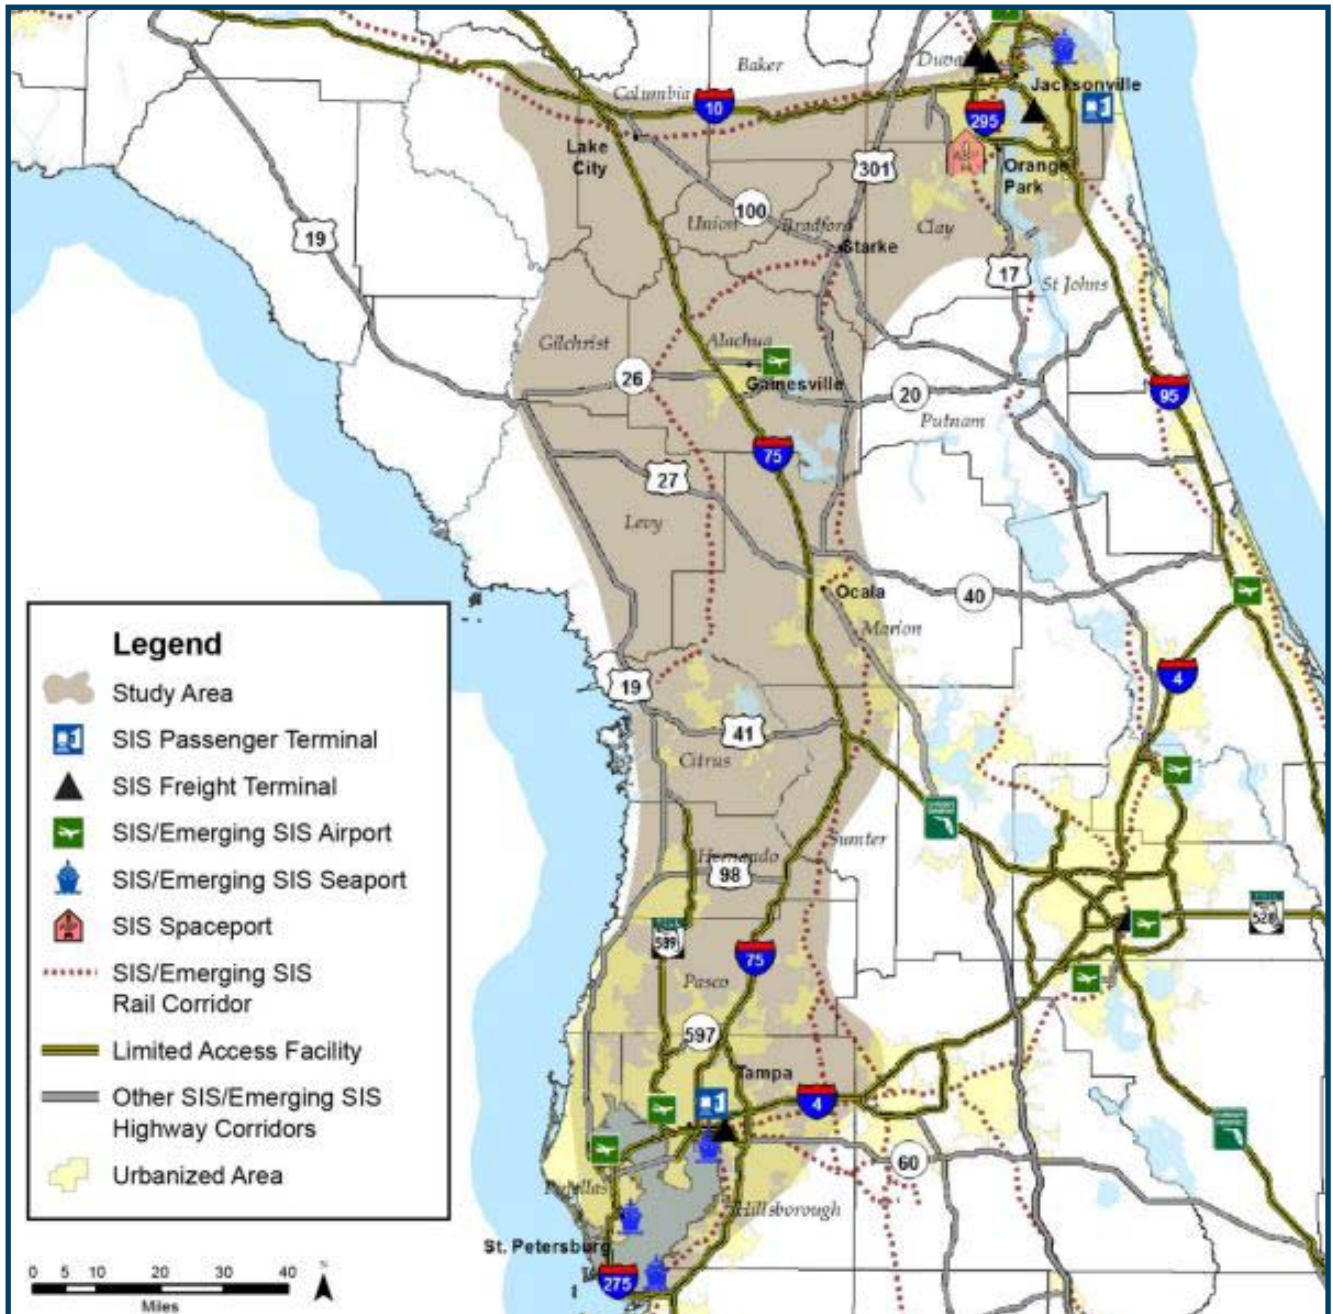 Baker
Duval
Columbia
Jacksonville
10
295
Lake
City
301
Orange
Park
100
Union
Bradford
Clay
Starke
19
17
St Johns
Gilchrist
Alachua
26
Gainesville
20
95
Putnam
75
27
Levy
Ocala
40
Marion
4
19
41
Citrus
Sumter
Hernando
98
589
528
75
Pasco
597
Tampa
4
60
Pinellas
Hillsborough
St. Petersburg
275
Legend
Study Area
SIS Passenger Terminal
SIS Freight Terminal
SIS/Emerging SIS Airport
SIS/Emerging SIS Seaport
SIS Spaceport
SIS/Emerging SIS
Rail Corridor
Limited Access Facility
Other SIS/Emerging SIS
Highway Corridors
Urbanized Area
0 5 10 20 30 40
Miles